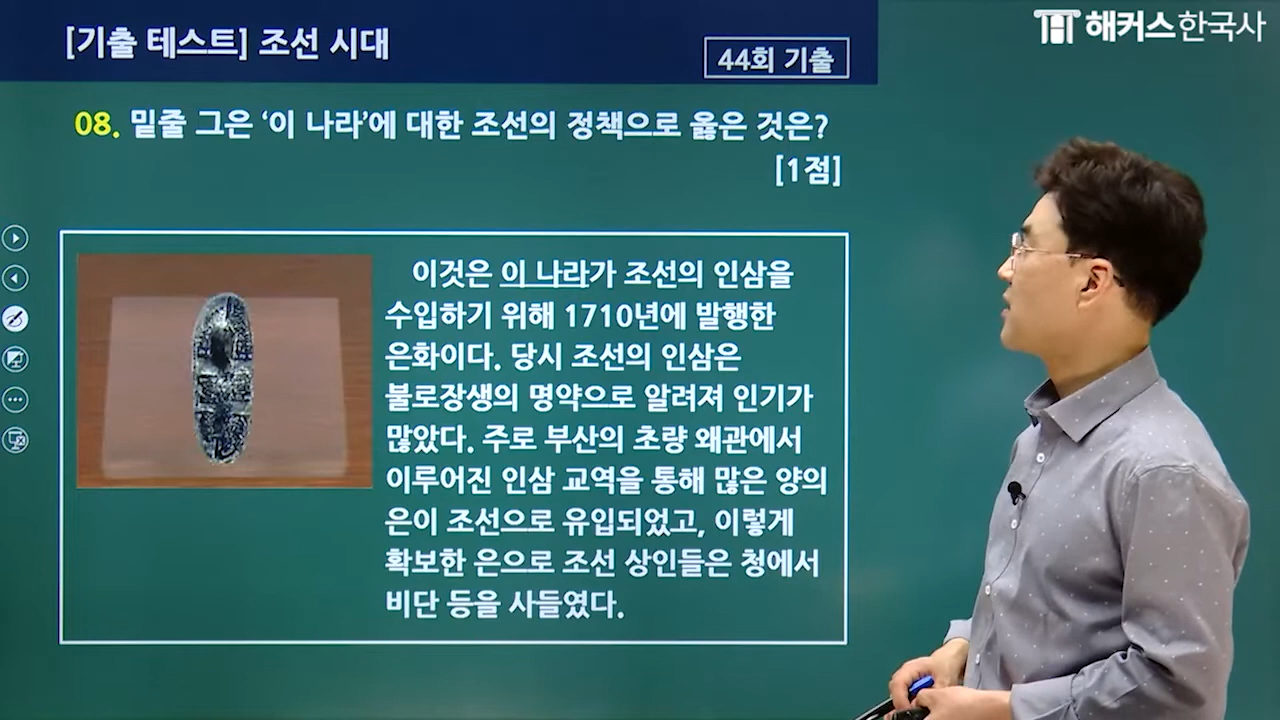 [기출 테스트] 조선 시대
44회 기출
해커스한국사
08. 밑줄 그은 ‘이 나라’에 대한 조선의 정책으로 옳은 것은?
[1점]
이것은 이 나라가 조선의 인삼을
수입하기 위해 1710년에 발행한
은화이다. 당시 조선의 인삼은
불로장생의 명약으로 알려져 인기가
많았다. 주로 부산의 초량 왜관에서
이루어진 인삼 교역을 통해 많은 양의
은이 조선으로 유입되었고, 이렇게
확보한 은으로 조선 상인들은 청에서
비단 등을 사들였다.